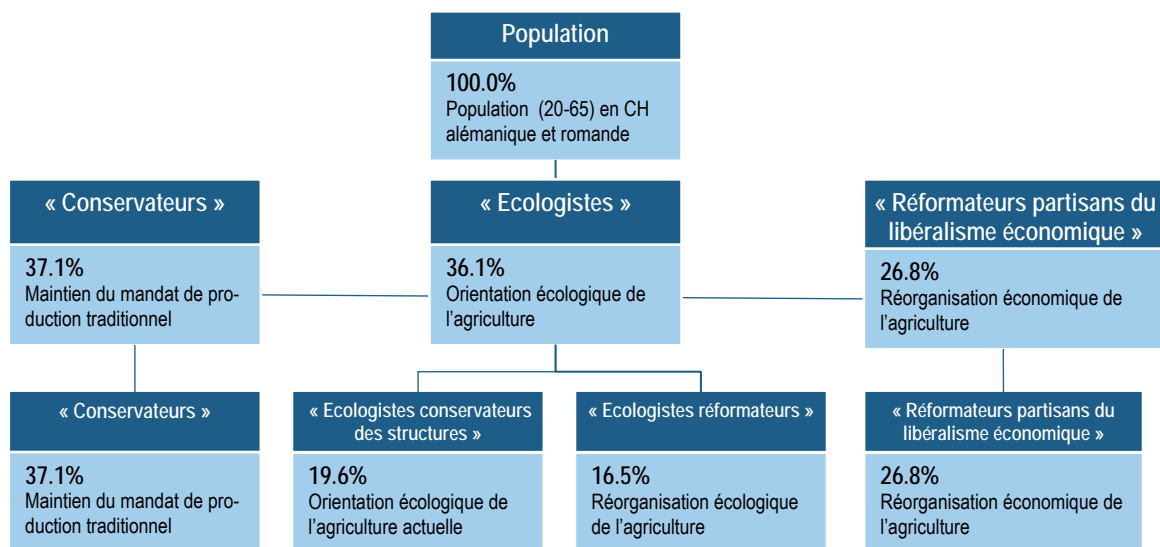 Population
100.0%
Population (20-65) en CH
alémanique et romande
« Conservateurs »
37.1%
Maintien du mandat de pro-
duction traditionnel
« Ecologistes »
36.1%
Orientation écologique de
l'agriculture
« Réformateurs partisans du
libéralisme économique »
26.8%
Réorganisation économique de
l'agriculture
« Conservateurs »
37.1%
Maintien du mandat de pro-
duction traditionnel
« Ecologistes conservateurs
des structures »
19.6%
Orientation écologique de
l'agriculture actuelle
« Ecologistes réformateurs »
16.5%
Réorganisation écologique
de l'agriculture
« Réformateurs partisans du
libéralisme économique »
26.8%
Réorganisation économique de
l'agriculture